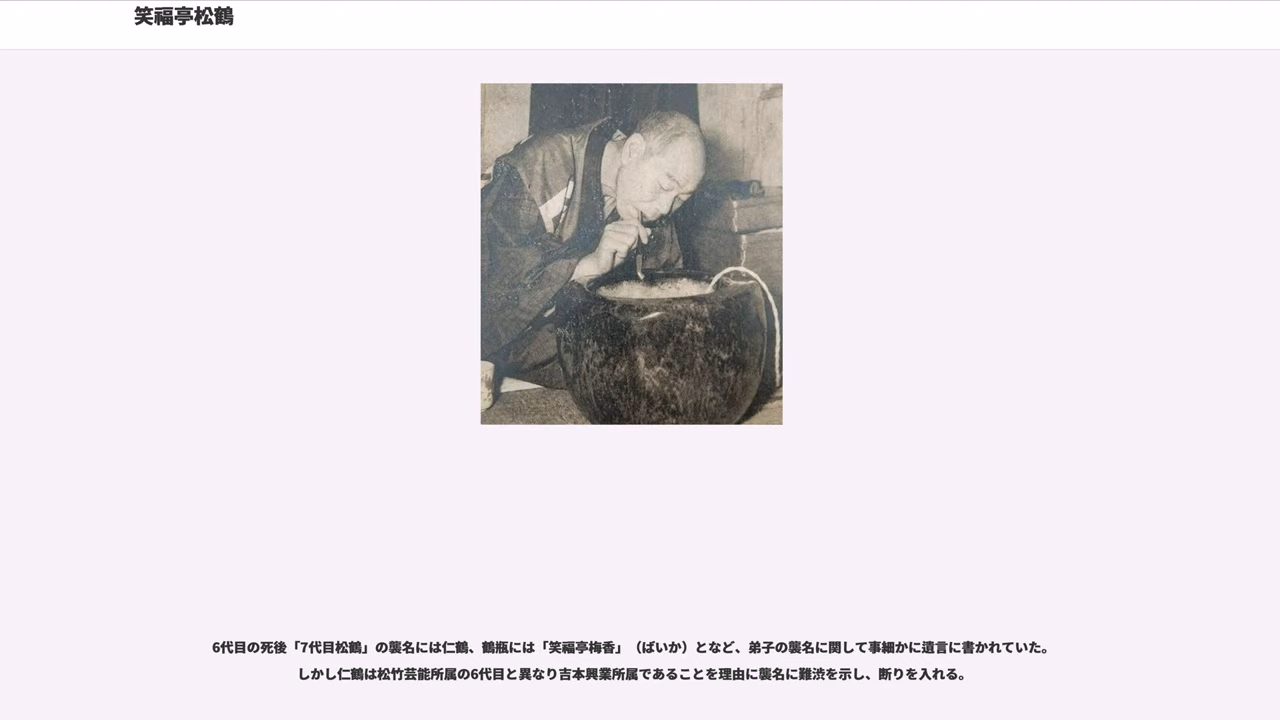 笑福亭松鶴
6代目の死後「7代目松鶴」の襲名には仁鶴、鶴瓶には「笑福亭梅香」（ばいか）となど、弟子の襲名に関して事細かに遺言に書かれていた。
しかし仁鶴は松竹芸能所属の6代目と異なり吉本興業所属であることを理由に襲名に難渋を示し、断りを入れる。